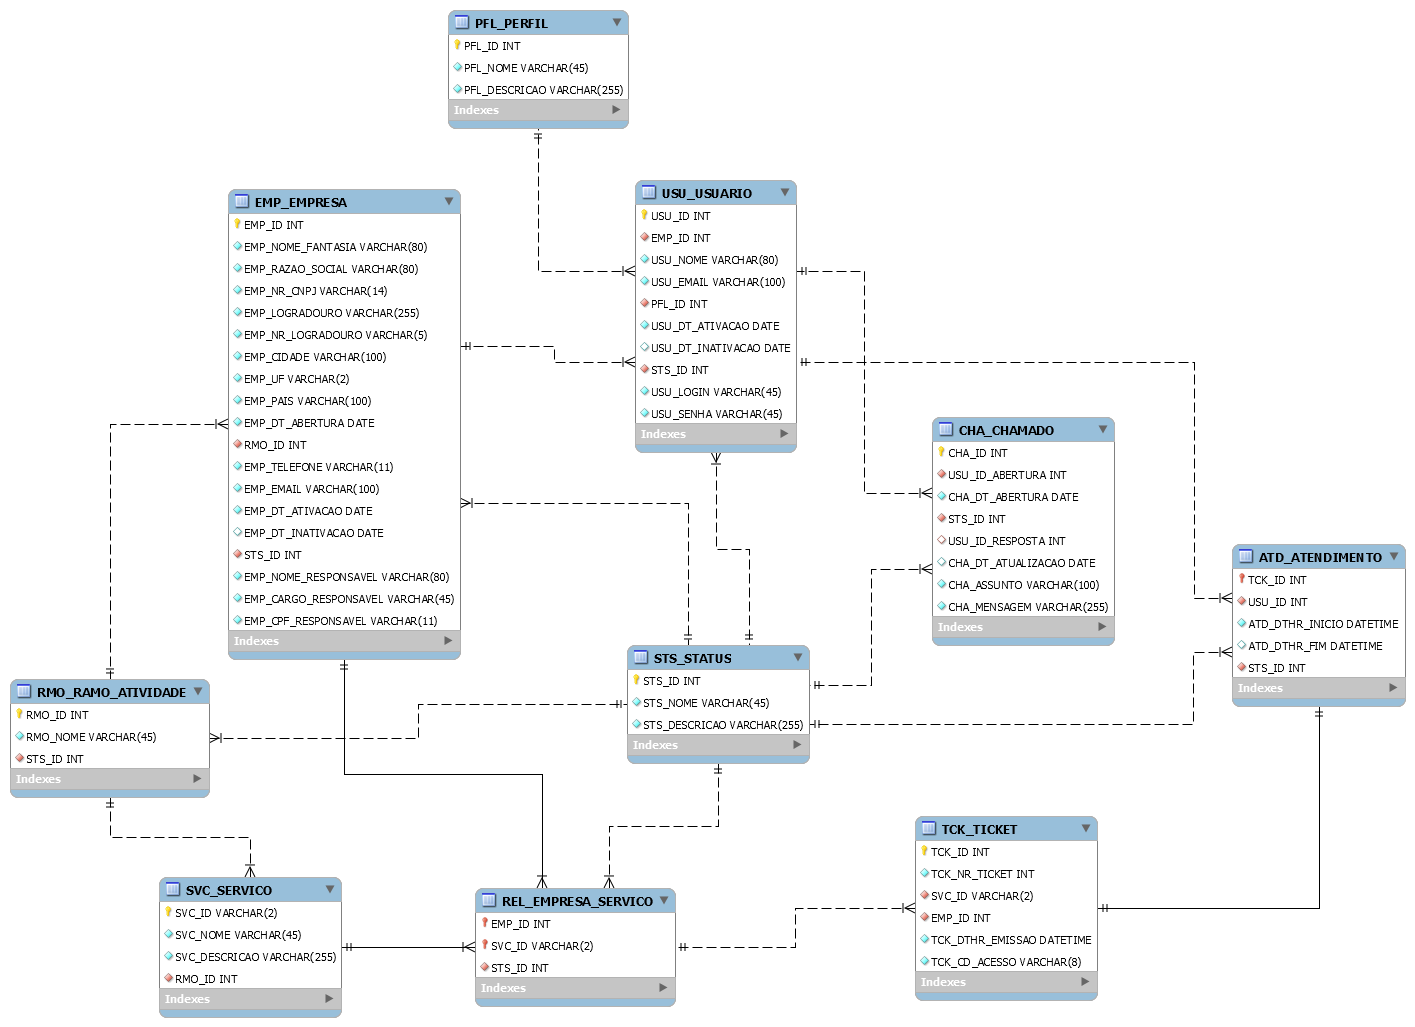 PFL_PERFIL
PFL_ID INT
PFL_NOME VARCHAR(45)
PFL_DESCRICAO VARCHAR(255)
Indexes
EMP_EMPRESA
EMP_ID INT
EMP_NOME_FANTASIA VARCHAR(80)
EMP_RAZAO_SOCIAL VARCHAR(80)
EMP_NR_CNPJ VARCHAR(14)
EMP_LOGRADOURO VARCHAR(255)
EMP_NR_LOGRADOURO VARCHAR(5)
EMP_CIDADE VARCHAR(100)
EMP_UF VARCHAR(2)
EMP_PAIS VARCHAR(100)
EMP_DT_ABERTURA DATE
RMO_ID INT
EMP_TELEFONE VARCHAR(11)
EMP_EMAIL VARCHAR(100)
EMP_DT_ATIVACAO DATE
EMP_DT_INATIVACAO DATE
STS_ID INT
EMP_NOME_RESPONSAVEL VARCHAR(80)
EMP_CARGO_RESPONSAVEL VARCHAR(45)
EMP_CPF_RESPONSAVEL VARCHAR(11)
Indexes
USU_USUARIO
USU_ID INT
EMP_ID INT
USU_NOME VARCHAR(80)
USU_EMAIL VARCHAR(100)
PFL_ID INT
USU_DT_ATIVACAO DATE
USU_DT_INATIVACAO DATE
STS_ID INT
USU_LOGIN VARCHAR(45)
USU_SENHA VARCHAR(45)
Indexes
CHA_CHAMADO
CHA_ID INT
USU_ID_ABERTURA INT
CHA_DT_ABERTURA DATE
STS_ID INT
USU_ID_RESPOSTA INT
CHA_DT_ATUALIZACAO DATE
CHA_ASSUNTO VARCHAR(100)
CHA_MENSAGEM VARCHAR(255)
Indexes
ATD_ATENDIMENTO
TCK_ID INT
USU_ID INT
ATD_DTHR_INICIO DATETIME
ATD_DTHR_FIM DATETIME
STS_ID INT
Indexes
STS_STATUS
STS_ID INT
STS_NOME VARCHAR(45)
STS_DESCRICAO VARCHAR(255)
Indexes
RMO_RAMO_ATIVIDADE
RMO_ID INT
RMO_NOME VARCHAR(45)
STS_ID INT
Indexes
SVC_SERVICO
SVC_ID VARCHAR(2)
SVC_NOME VARCHAR(45)
SVC_DESCRICAO VARCHAR(255)
RMO_ID INT
Indexes
REL_EMPRESA_SERVICO
EMP_ID INT
SVC_ID VARCHAR(2)
STS_ID INT
Indexes
TCK_TICKET
TCK_ID INT
TCK_NR_TICKET INT
SVC_ID VARCHAR(2)
EMP_ID INT
TCK_DTHR_EMISSAO DATETIME
TCK_CD_ACESSO VARCHAR(8)
Indexes